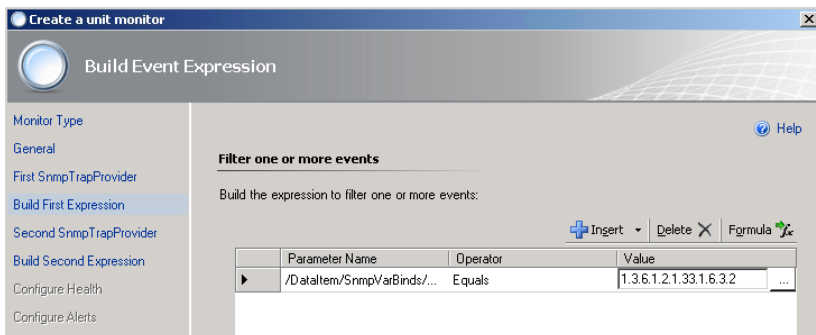 Create a unit monitor
Build Event Expression
Monitor Type
General
First SnmpTrapProvider
Build First Expression
Second SnmpTrapProvider
Build Second Expression
Configure Health
Configure Alerts
Help
Filter one or more events
Build the expression to filter one or more events:
Insert Delete Formula
Parameter Name Operator Value
/DataItem/SnmpVarBinds/... Equals 1.3.6.1.2.1.33.1.6.3.2 ...